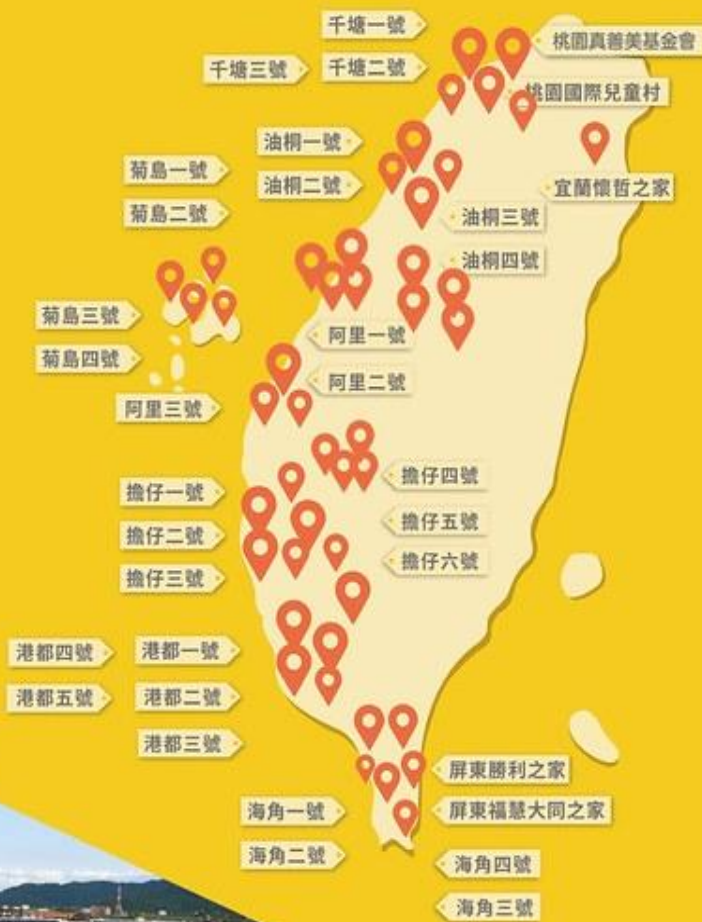 千塘一號
桃園真善美基金會
千塘三號
千塘二號
桃園國際兒童村
油桐一號
菊島一號
油桐二號
宜蘭懷哲之家
菊島二號
油桐三號
油桐四號
菊島三號
阿里一號
菊島四號
阿里二號
阿里三號
擔仔四號
擔仔一號
擔仔五號
擔仔二號
擔仔六號
擔仔三號
港都四號
港都一號
港都五號
港都二號
港都三號
屏東勝利之家
海角一號
屏東福慧大同之家
海角二號
海角四號
海角三號